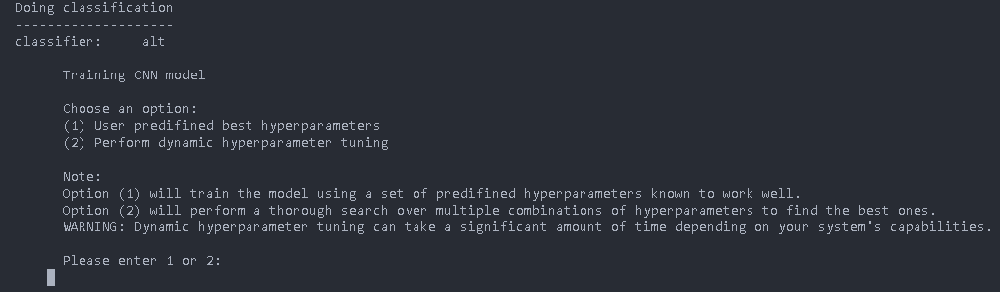 Doing classification
--------------------
classifier:     alt
Training CNN model
Choose an option:
(1) User predifined best hyperparameters
(2) Perform dynamic hyperparameter tuning
Note:
Option (1) will train the model using a set of predifined hyperparameters known to work well.
Option (2) will perform a thorough search over multiple combinations of hyperparameters to find the best ones.
WARNING: Dynamic hyperparameter tuning can take a significant amount of time depending on your system's capabilities.
Please enter 1 or 2: